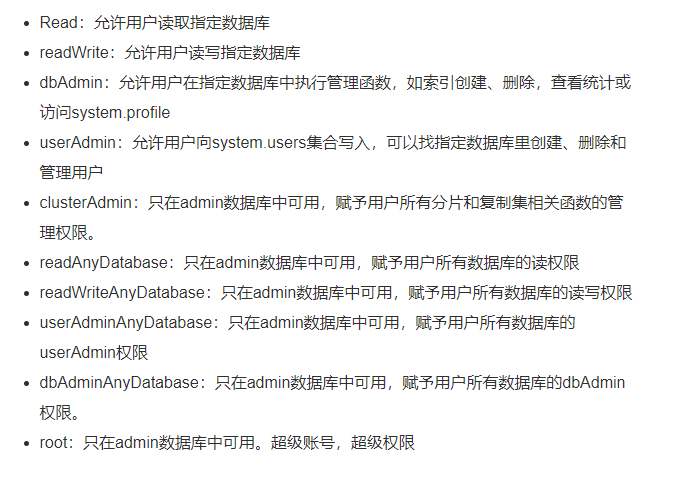 Read：允许用户读取指定数据库
readWrite：允许用户读写指定数据库
dbAdmin：允许用户在指定数据库中执行管理函数，如索引创建、删除，查看统计或
访问system.profile
userAdmin：允许用户向system.users集合写入，可以找指定数据库里创建、删除和
管理用户
clusterAdmin：只在admin数据库中可用，赋予用户所有分片和复制集相关函数的管
理权限。
readAnyDatabase：只在admin数据库中可用，赋予用户所有数据库的读权限
readWriteAnyDatabase：只在admin数据库中可用，赋予用户所有数据库的读写权限
userAdminAnyDatabase：只在admin数据库中可用，赋予用户所有数据库的
userAdmin权限
dbAdminAnyDatabase：只在admin数据库中可用，赋予用户所有数据库的dbAdmin
权限。
root：只在admin数据库中可用。超级账号，超级权限